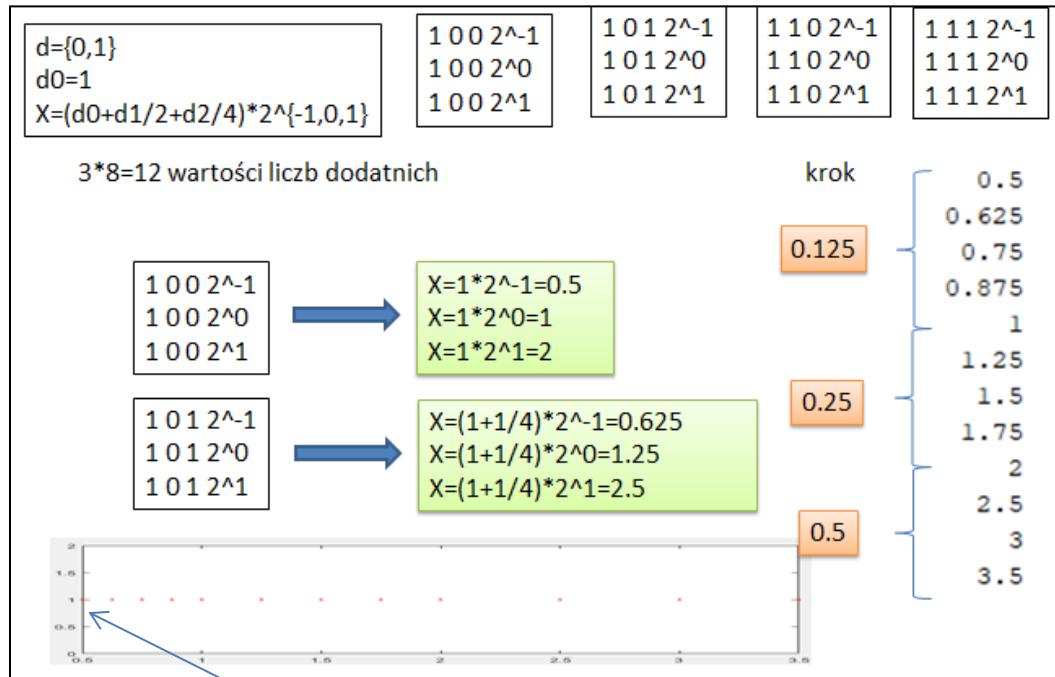 d={0,1}
d0=1
X=(d0+d1/2+d2/4)*2^{-1,0,1}
1 0 0 2^-1
1 0 0 2^0
1 0 0 2^1
1 0 1 2^-1
1 0 1 2^0
1 0 1 2^1
1 1 0 2^-1
1 1 0 2^0
1 1 0 2^1
1 1 1 2^-1
1 1 1 2^0
1 1 1 2^1
3*8=12 wartości liczb dodatnich
krok
0.125
0.25
0.5
0.5
0.625
0.75
0.875
1
1.25
1.5
1.75
2
2.5
3
3.5
1 0 0 2^-1
1 0 0 2^0
1 0 0 2^1
X=1*2^-1=0.5
X=1*2^0=1
X=1*2^1=2
1 0 1 2^-1
1 0 1 2^0
1 0 1 2^1
X=(1+1/4)*2^-1=0.625
X=(1+1/4)*2^0=1.25
X=(1+1/4)*2^1=2.5
2
1.5
1
0.5
0
0.5 1 1.5 2 2.5 3 3.5